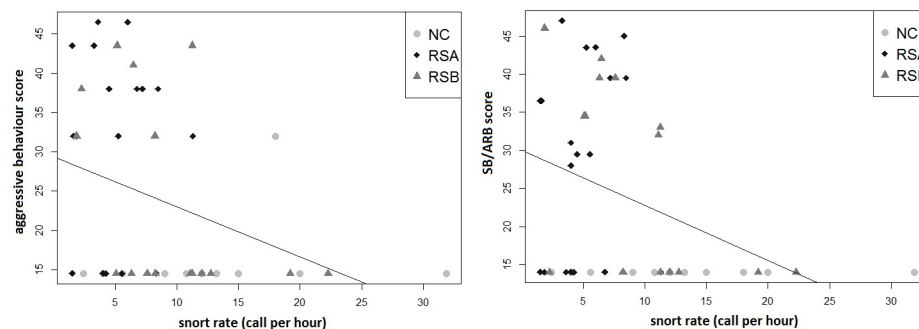 aggressive behaviour score
15 20 25 30 35 40 45
5 10 15 20 25 30
snort rate (call per hour)
NC
RSA
RSB
SB/ARB score
15 20 25 30 35 40 45
5 10 15 20 25 30
snort rate (call per hour)
NC
RSA
RSB